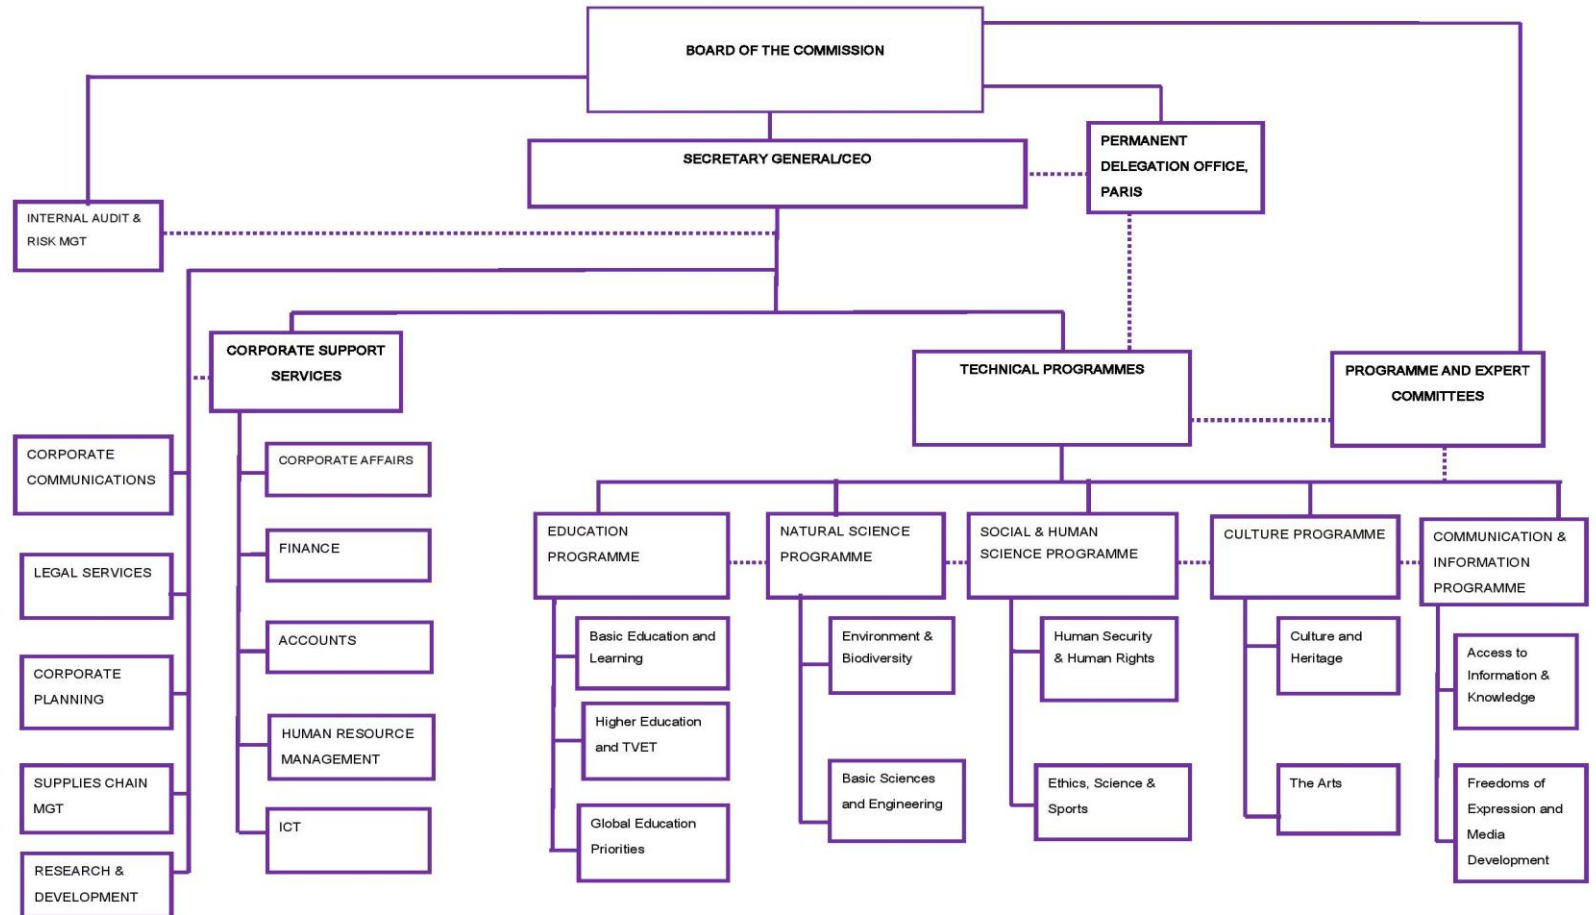 BOARD OF THE COMMISSION
SECRETARY GENERAL/CEO
PERMANENT
DELEGATION OFFICE,
PARIS
INTERNAL AUDIT &
RISK MGT
CORPORATE SUPPORT
SERVICES
TECHNICAL PROGRAMMES
PROGRAMME AND EXPERT
COMMITTEES
CORPORATE
COMMUNICATIONS
LEGAL SERVICES
CORPORATE
PLANNING
SUPPLIES CHAIN
MGT
RESEARCH &
DEVELOPMENT
CORPORATE AFFAIRS
FINANCE
ACCOUNTS
HUMAN RESOURCE
MANAGEMENT
ICT
EDUCATION
PROGRAMME
Basic Education and
Learning
Higher Education
and TVET
Global Education
Priorities
NATURAL SCIENCE
PROGRAMME
Environment &
Biodiversity
Basic Sciences
and Engineering
SOCIAL & HUMAN
SCIENCE PROGRAMME
Human Security
& Human Rights
Ethics, Science &
Sports
CULTURE PROGRAMME
Culture and
Heritage
The Arts
COMMUNICATION &
INFORMATION
PROGRAMME
Access to
Information &
Knowledge
Freedoms of
Expression and
Media
Development